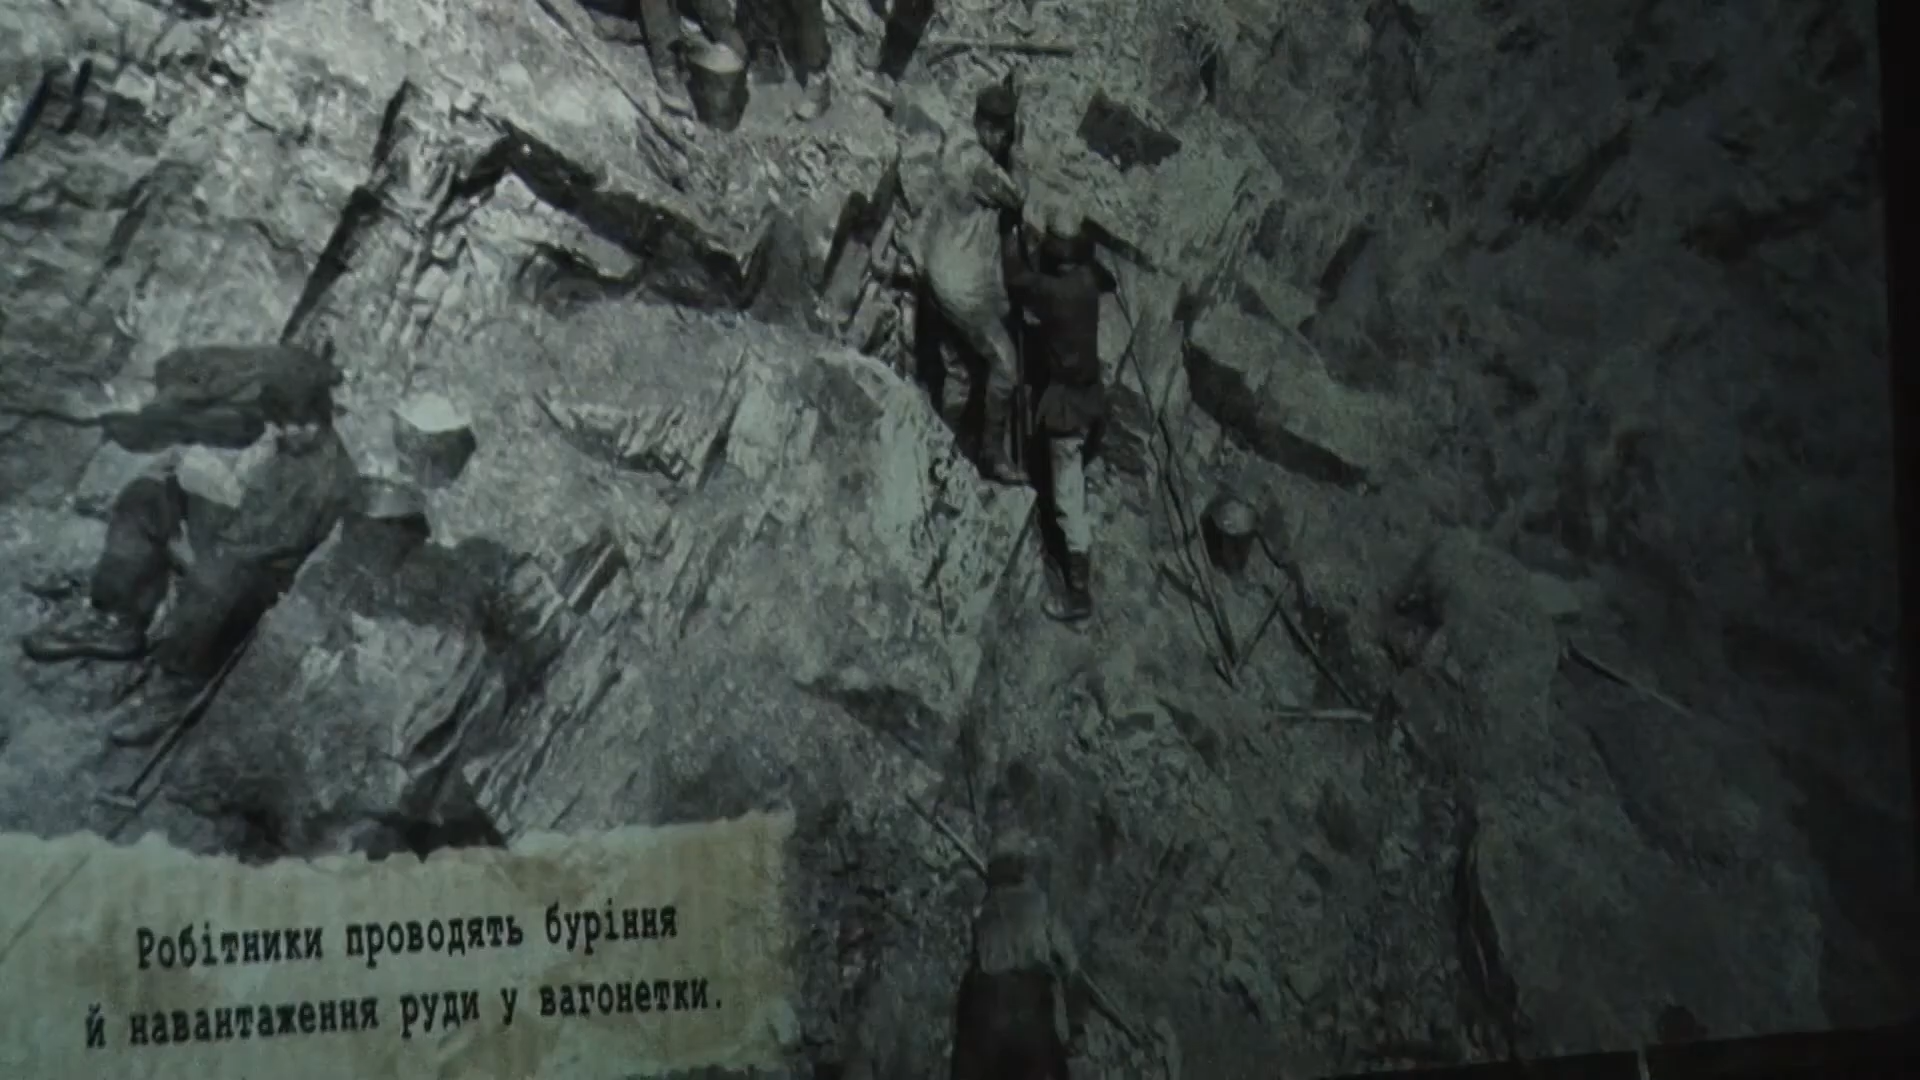 Робітники проводять буріння
й навантаження руди у вагонетки.